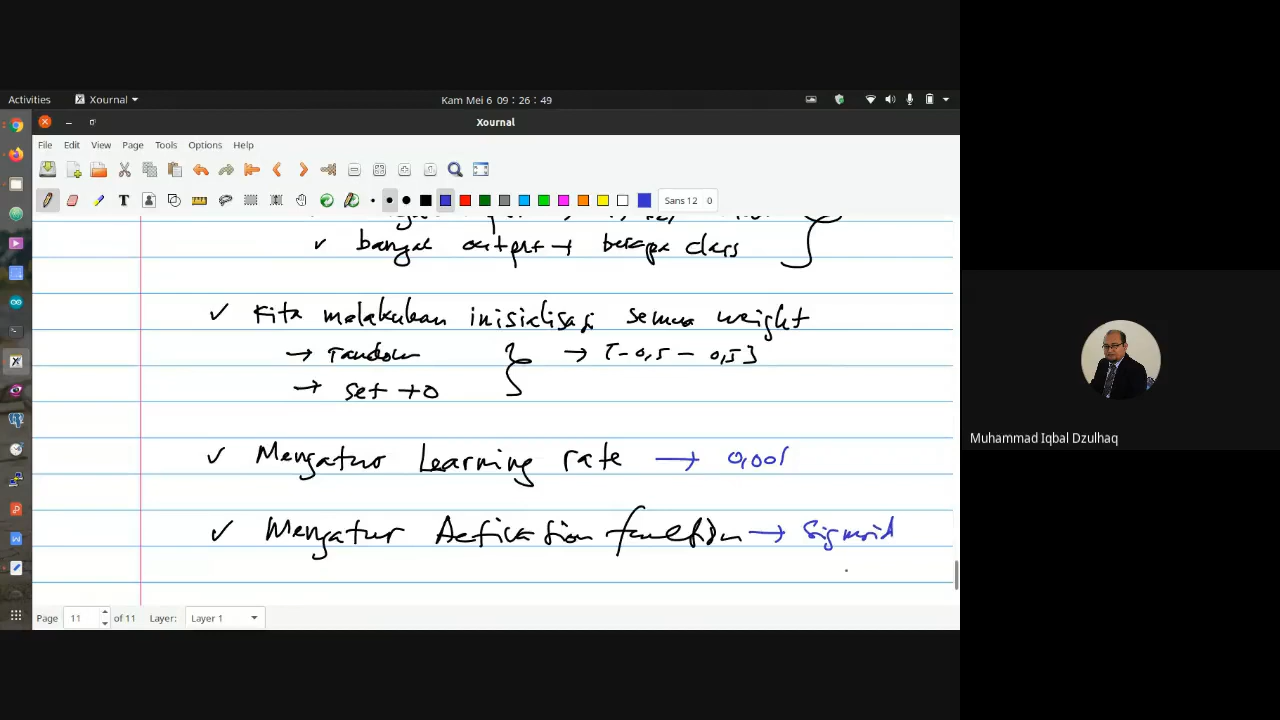 Activities Xournal Kam Mei 6 09:26:49
Xournal
File Edit View Page Tools Options Help
Sans 12 0
✓ banyak output → berapa class
✓ Kita melakukan inisialisasi semua weight
→ random → [-0,5 - 0,5]
→ set → 0
✓ Mengatur Learning rate → 0,001
✓ Mengatur Activation function → Sigmoid
Page 11 of 11 Layer: Layer 1
Muhammad Iqbal Dzulhaq